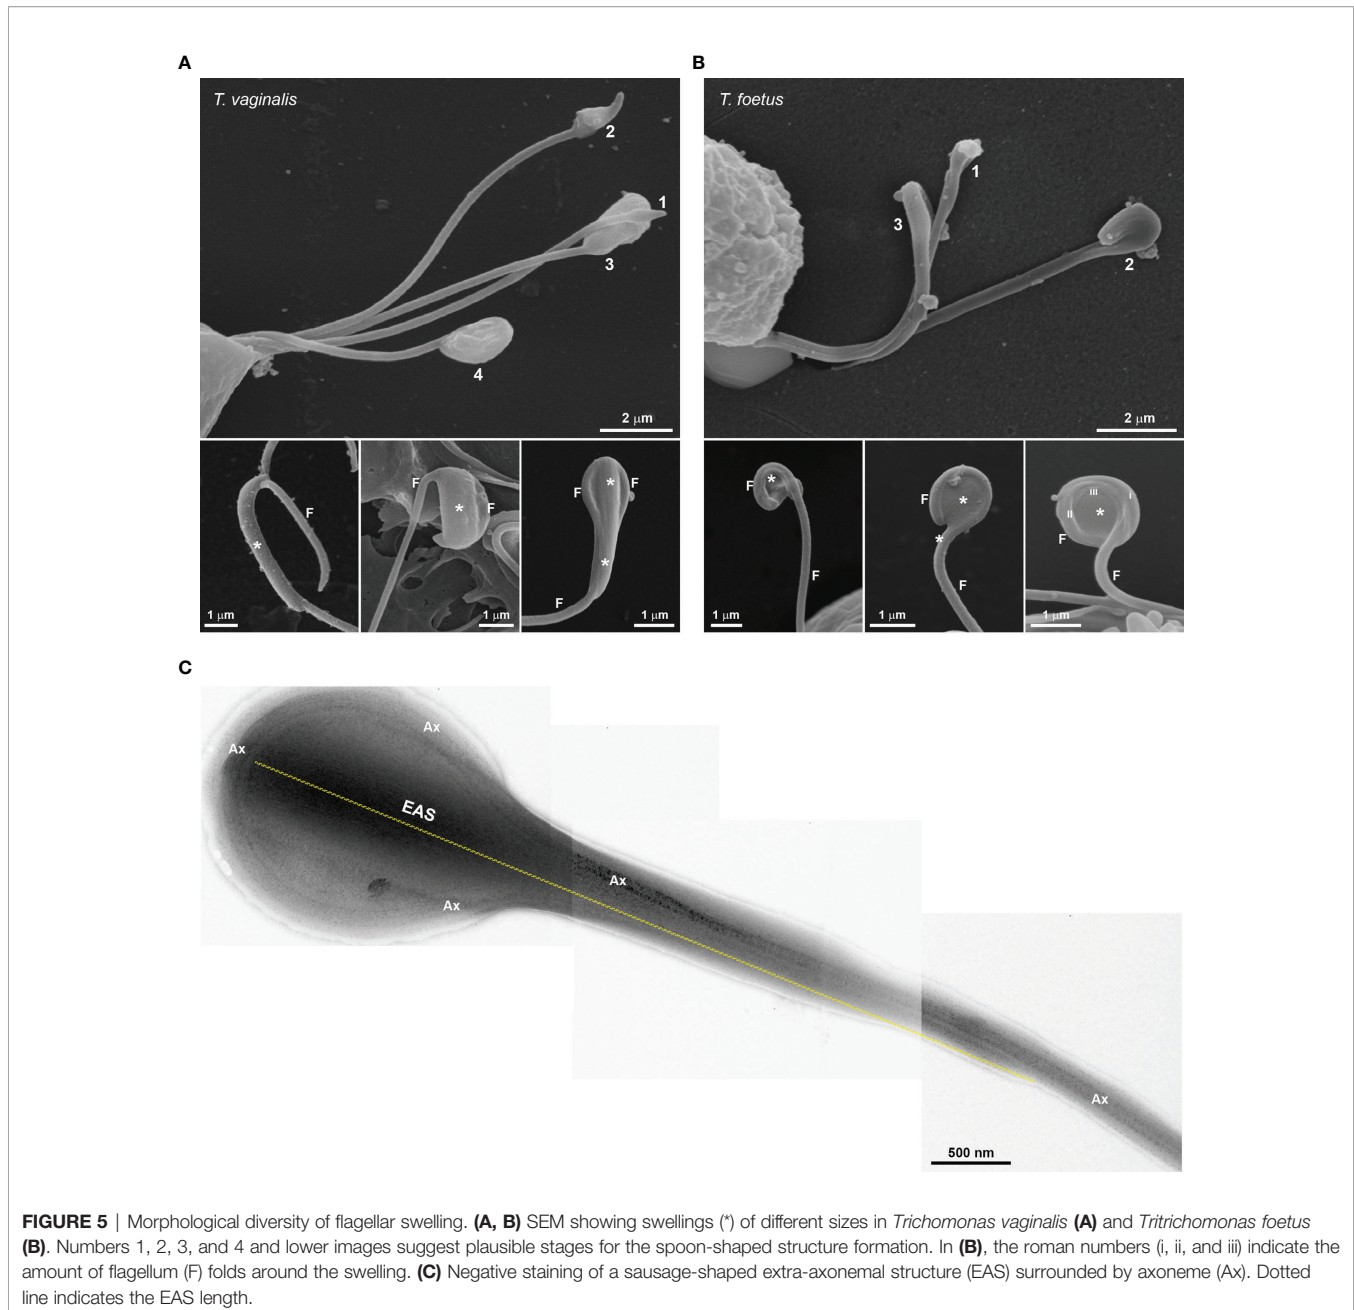 A
B
T. vaginalis
2
1
3
4
2 μm
T. foetus
1
3
2
2 μm
F
*
1 μm
F
*
F
1 μm
F
*
F
*
F
1 μm
F
*
F
1 μm
F
*
*
F
1 μm
iii
i
ii
*
F
F
1 μm
C
Ax
Ax
EAS
Ax
Ax
Ax
500 nm
FIGURE 5 | Morphological diversity of flagellar swelling. (A, B) SEM showing swellings (*) of different sizes in Trichomonas vaginalis (A) and Tritrichomonas foetus
(B). Numbers 1, 2, 3, and 4 and lower images suggest plausible stages for the spoon-shaped structure formation. In (B), the roman numbers (i, ii, and iii) indicate the
amount of flagellum (F) folds around the swelling. (C) Negative staining of a sausage-shaped extra-axonemal structure (EAS) surrounded by axoneme (Ax). Dotted
line indicates the EAS length.